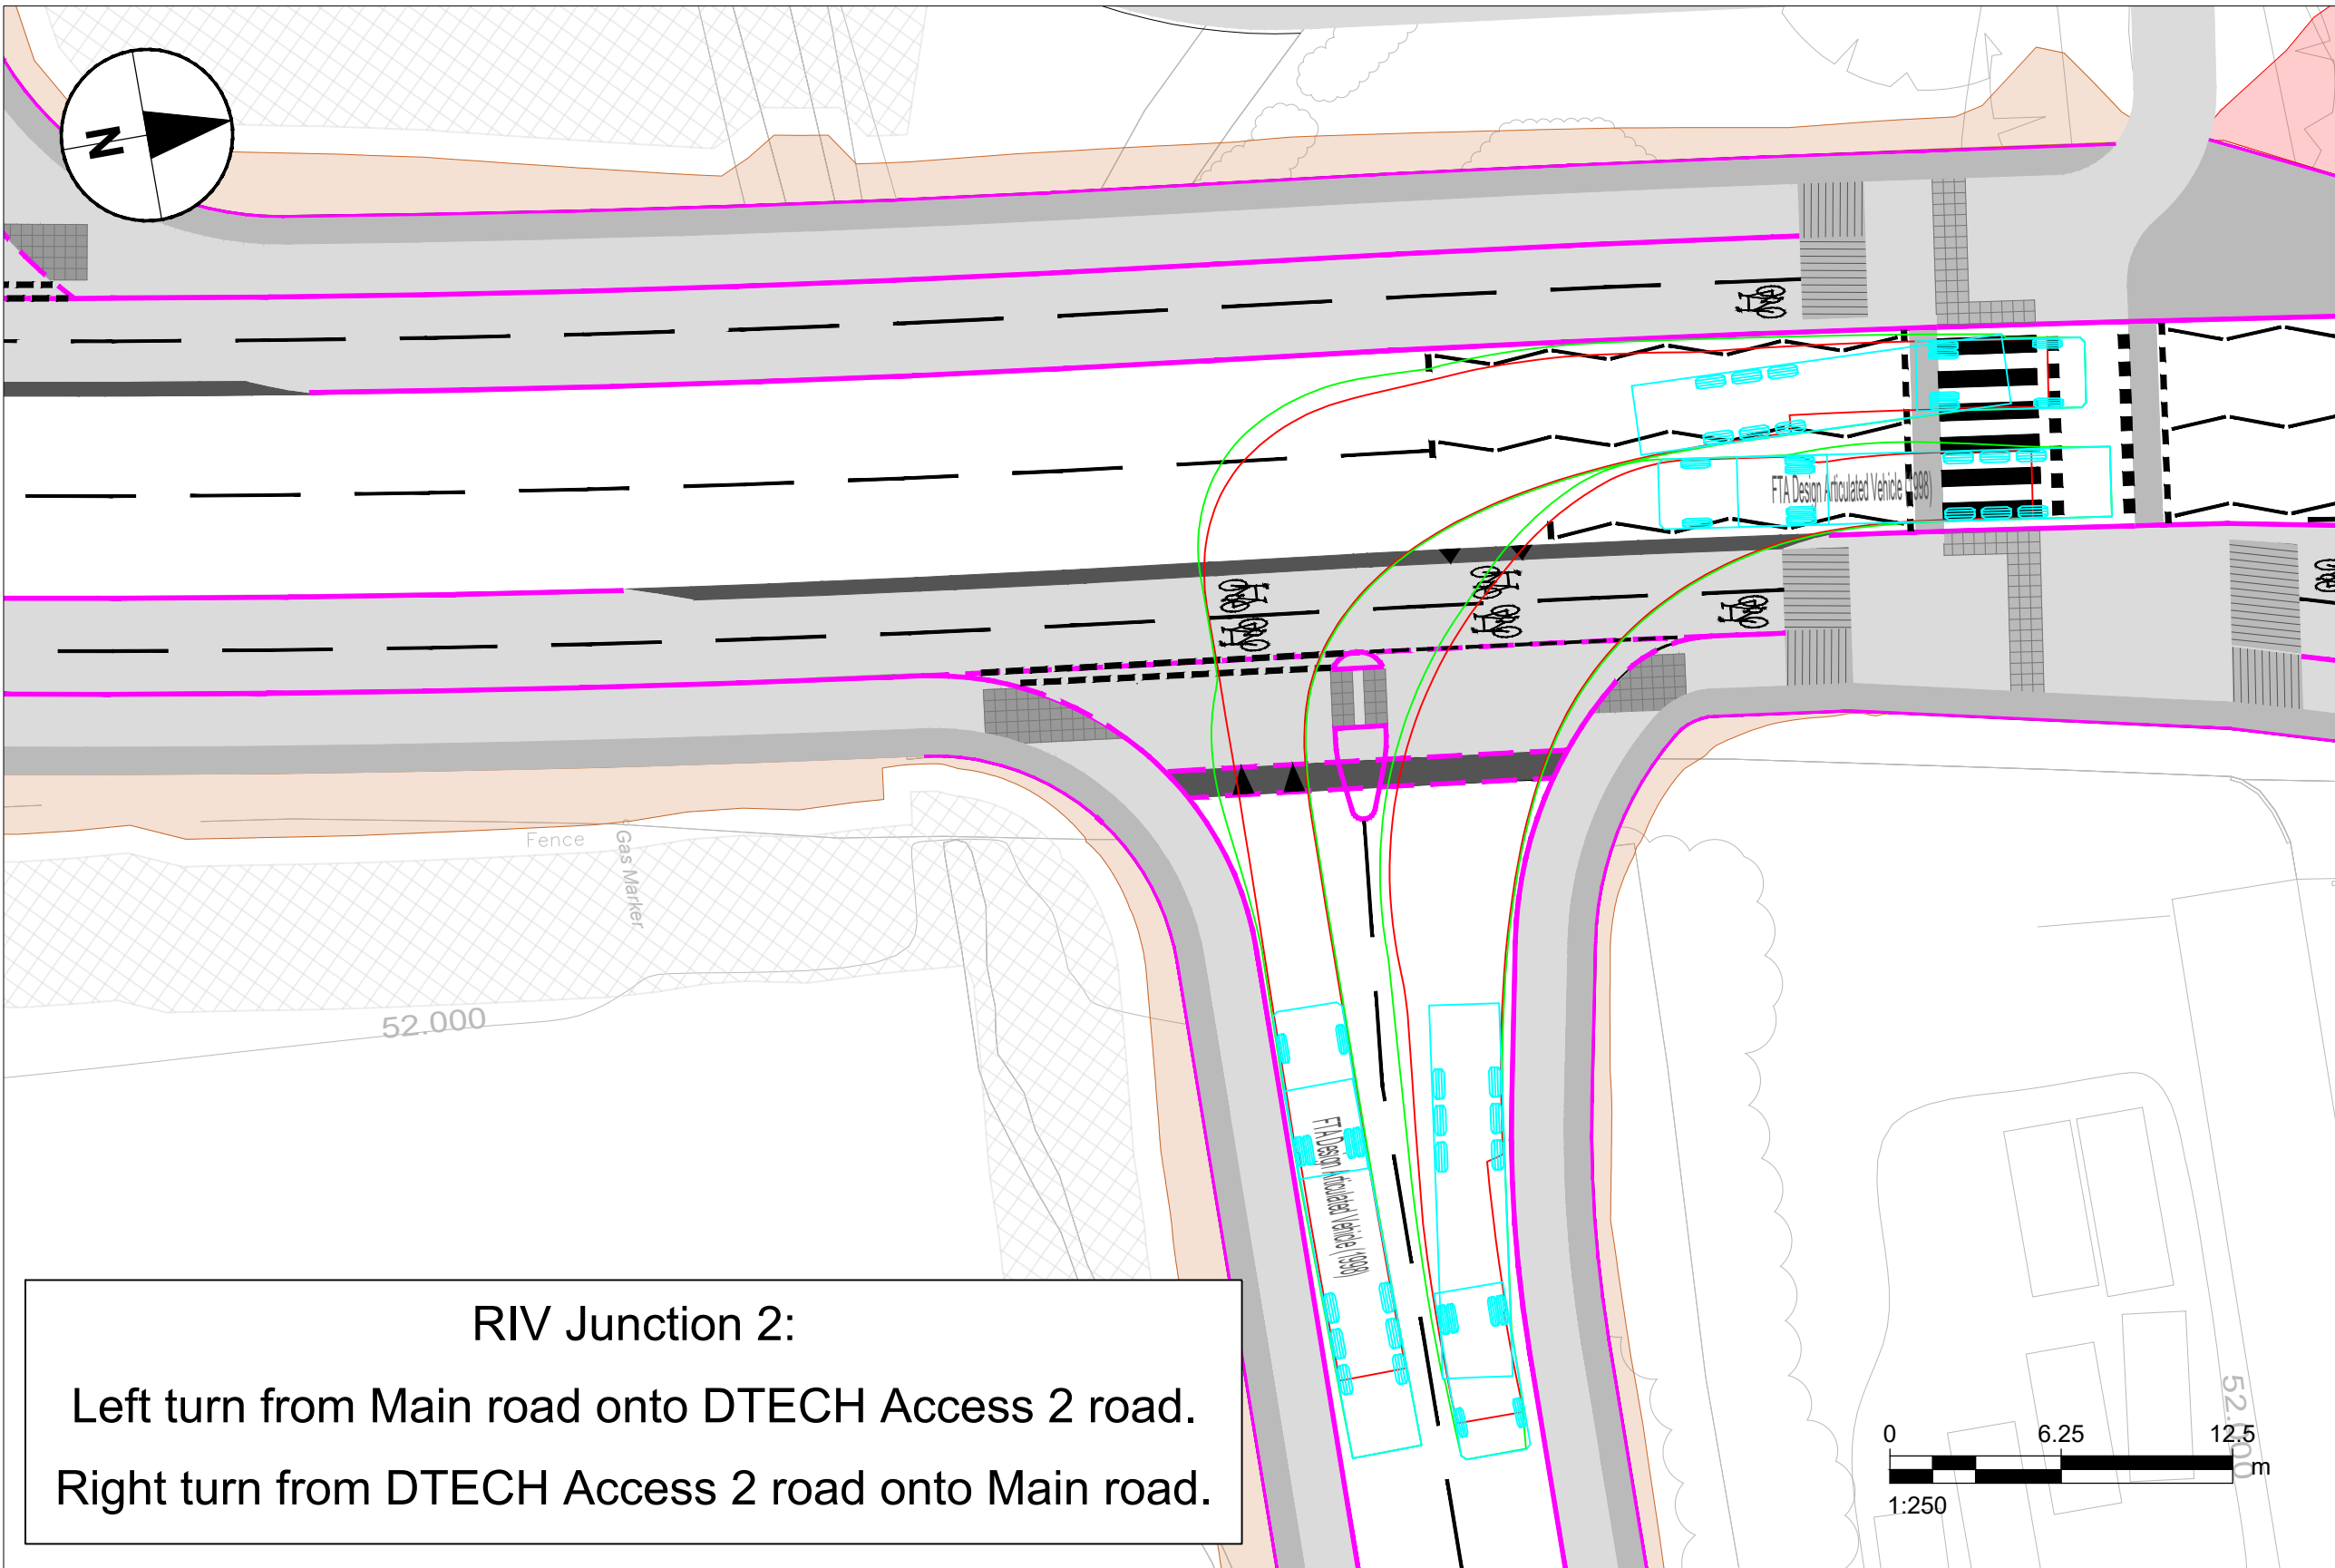 N
FTA Design Articulated Vehicle (1998)
Fence
Gas Marker
52.000
FTA Design Articulated Vehicle (1998)
RIV Junction 2:
Left turn from Main road onto DTECH Access 2 road.
Right turn from DTECH Access 2 road onto Main road.
52.000
0 6.25 12.5
m
1:250